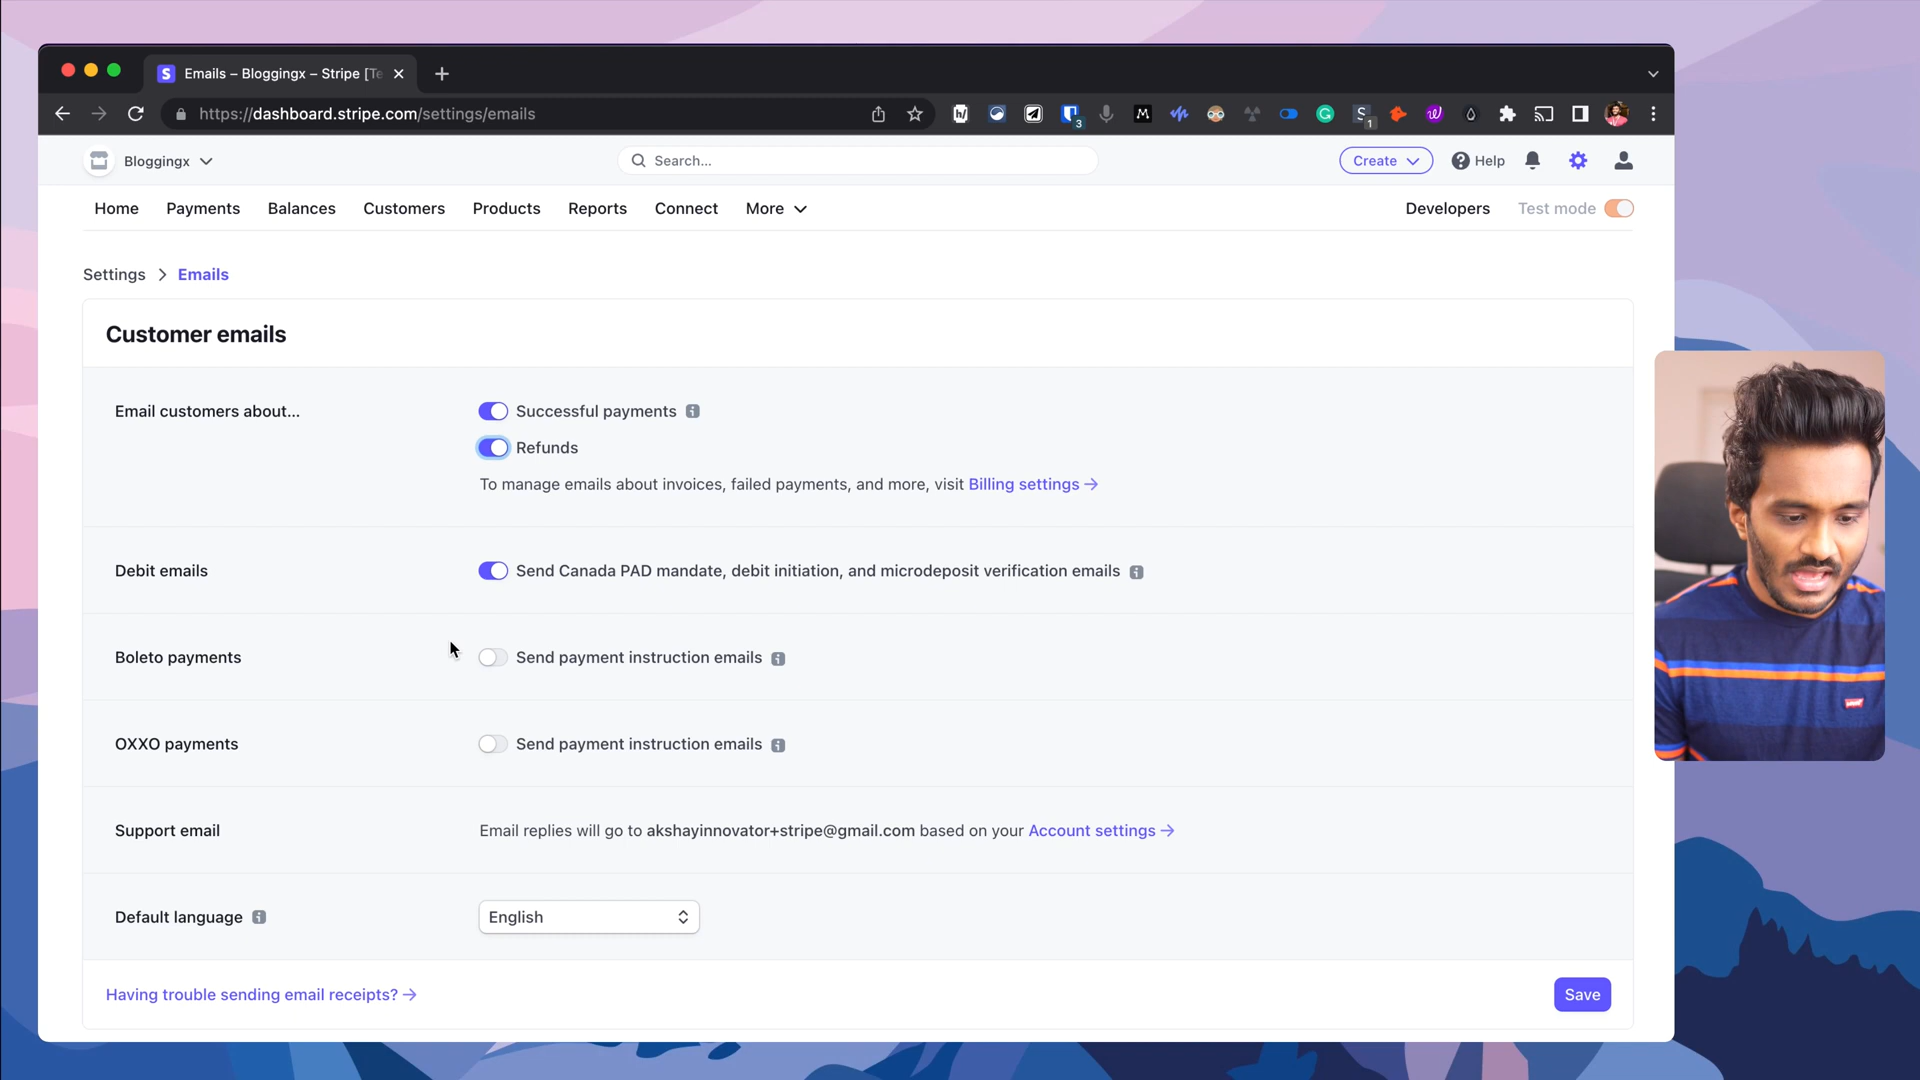 Emails – Bloggingx – Stripe [Te
https://dashboard.stripe.com/settings/emails
3
1
Bloggingx
Search...
Create
Help
Home Payments Balances Customers Products Reports Connect More
Developers Test mode
Settings > Emails
Customer emails
Email customers about...
Successful payments
Refunds
To manage emails about invoices, failed payments, and more, visit Billing settings →
Debit emails
Send Canada PAD mandate, debit initiation, and microdeposit verification emails
Boleto payments
Send payment instruction emails
OXXO payments
Send payment instruction emails
Support email
Email replies will go to akshayinnovator+stripe@gmail.com based on your Account settings →
Default language
English
Having trouble sending email receipts? →
Save